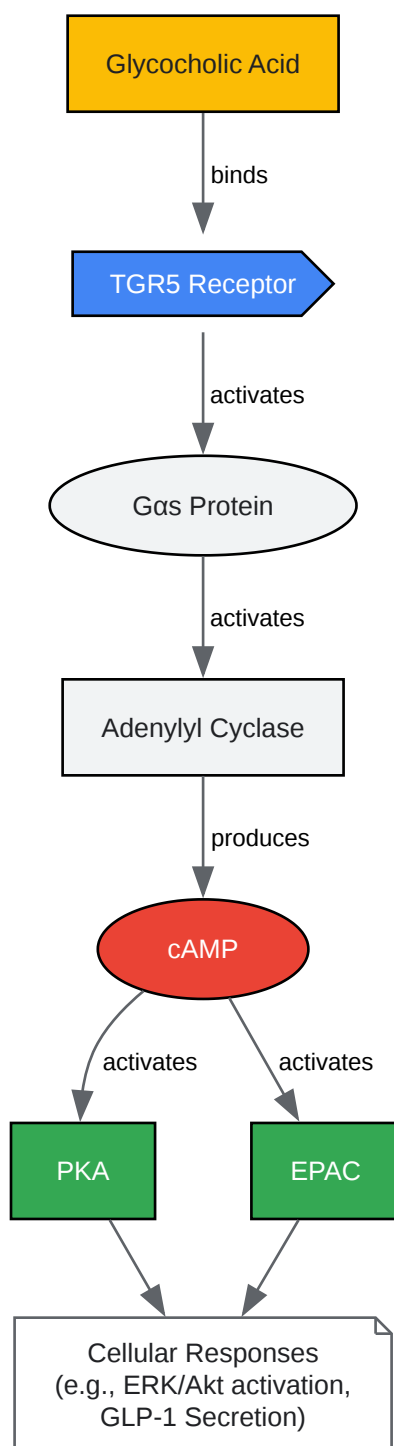 Glycocholic Acid
binds
TGR5 Receptor
activates
Gαs Protein
activates
Adenylyl Cyclase
produces
cAMP
activates
activates
PKA
EPAC
Cellular Responses
(e.g., ERK/Akt activation,
GLP-1 Secretion)